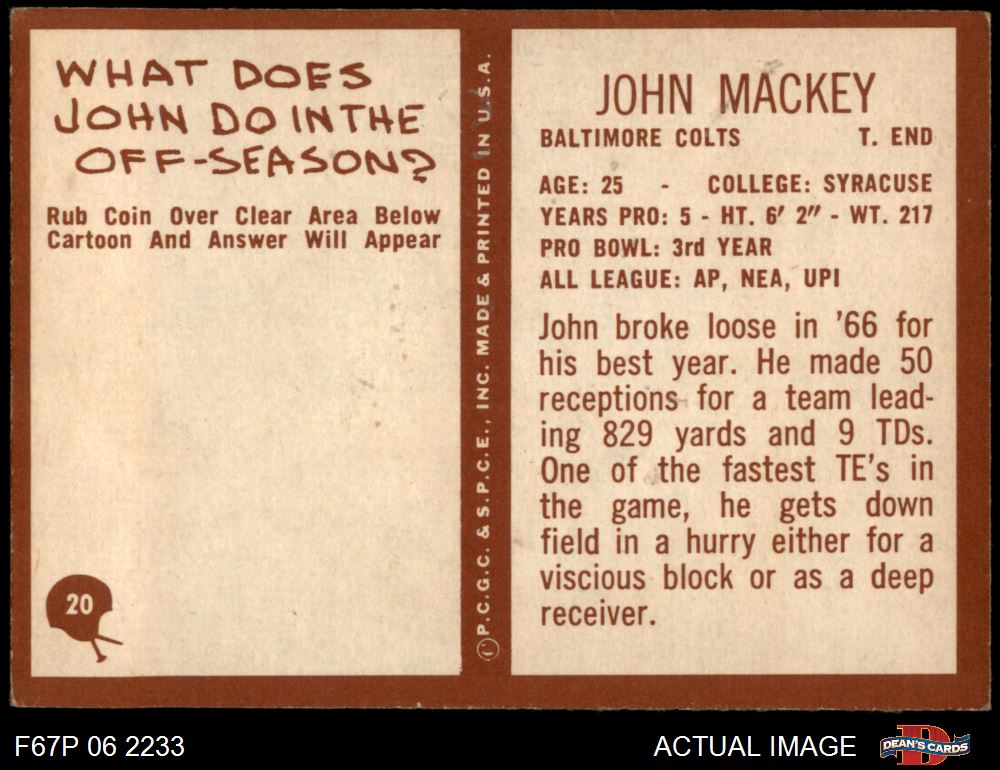 WHAT DOES
JOHN DO IN THE
OFF-SEASON?
Rub Coin Over Clear Area Below
Cartoon And Answer Will Appear
20
©P.C.G.C. & S.P.C.E., INC. MADE & PRINTED IN U.S.A.
JOHN MACKEY
BALTIMORE COLTS T. END
AGE: 25 - COLLEGE: SYRACUSE
YEARS PRO: 5 - HT. 6' 2" - WT. 217
PRO BOWL: 3rd YEAR
ALL LEAGUE: AP, NEA, UPI
John broke loose in '66 for
his best year. He made 50
receptions for a team lead-
ing 829 yards and 9 TDs.
One of the fastest TE's in
the game, he gets down
field in a hurry either for a
viscious block or as a deep
receiver.
F67P 06 2233
ACTUAL IMAGE
DEAN'S CARDS